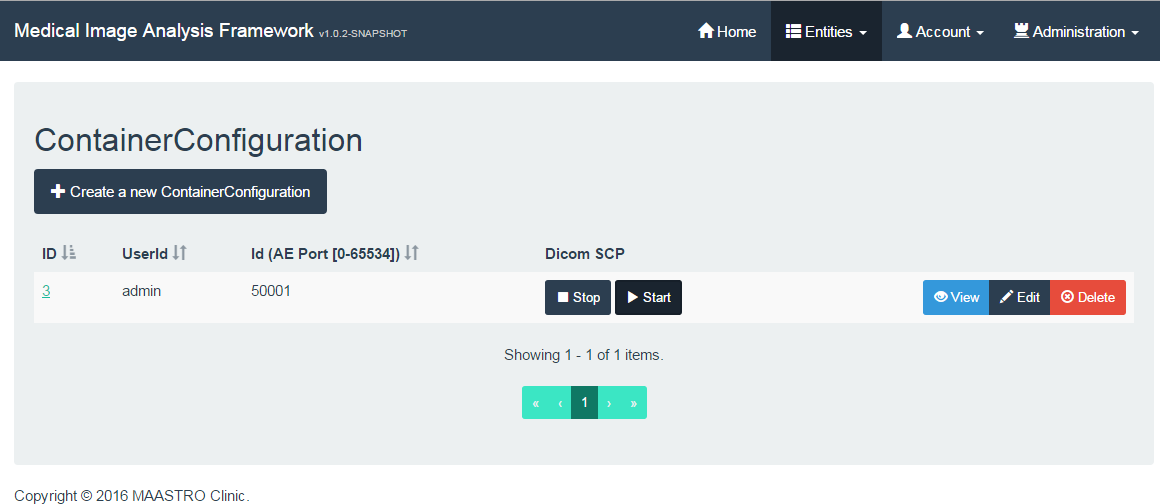 Medical Image Analysis Framework v1.0.2-SNAPSHOT Home Entities Account Administration
ContainerConfiguration
Create a new ContainerConfiguration
ID UserId Id (AE Port [0-65534]) Dicom SCP
3 admin 50001 Stop Start View Edit Delete
Showing 1 - 1 of 1 items.
« ‹ 1 › »
Copyright © 2016 MAASTRO Clinic.